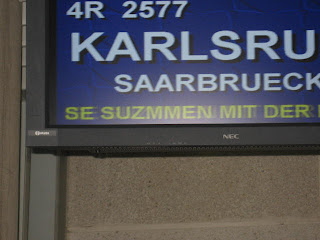 4R 2577
KARLSRU
SAARBRUECK
SE SUZMMEN MIT DER
NEC